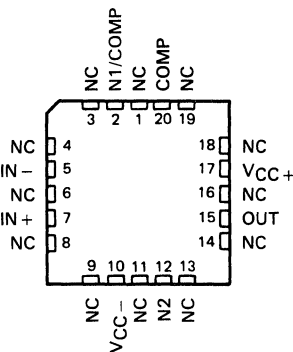 NC
N1/COMP
NC
COMP
NC
3 2 1 20 19
NC 4
IN − 5
NC 6
IN + 7
NC 8
18 NC
17 VCC +
16 NC
15 OUT
14 NC
9 10 11 12 13
NC
VCC −
NC
N2
NC